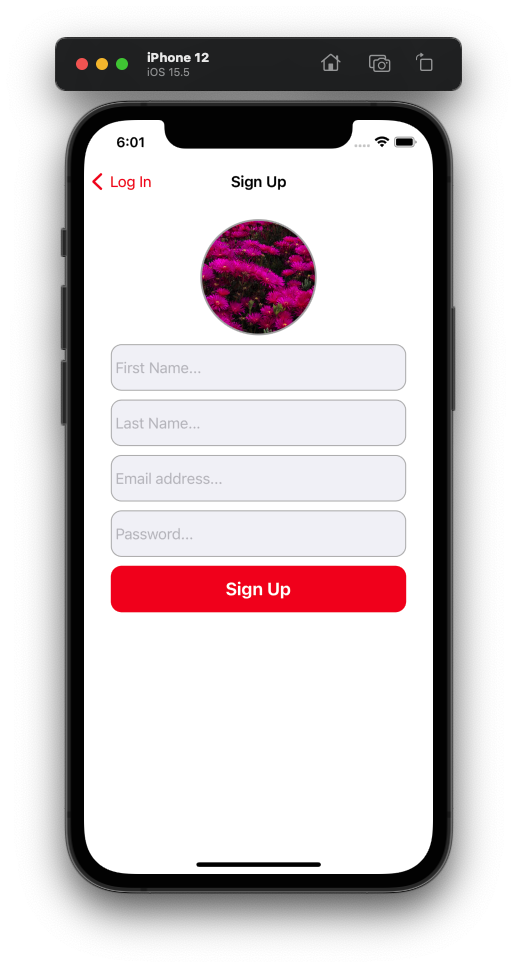 iPhone 12
iOS 15.5
6:01
Log In Sign Up
First Name...
Last Name...
Email address...
Password...
Sign Up